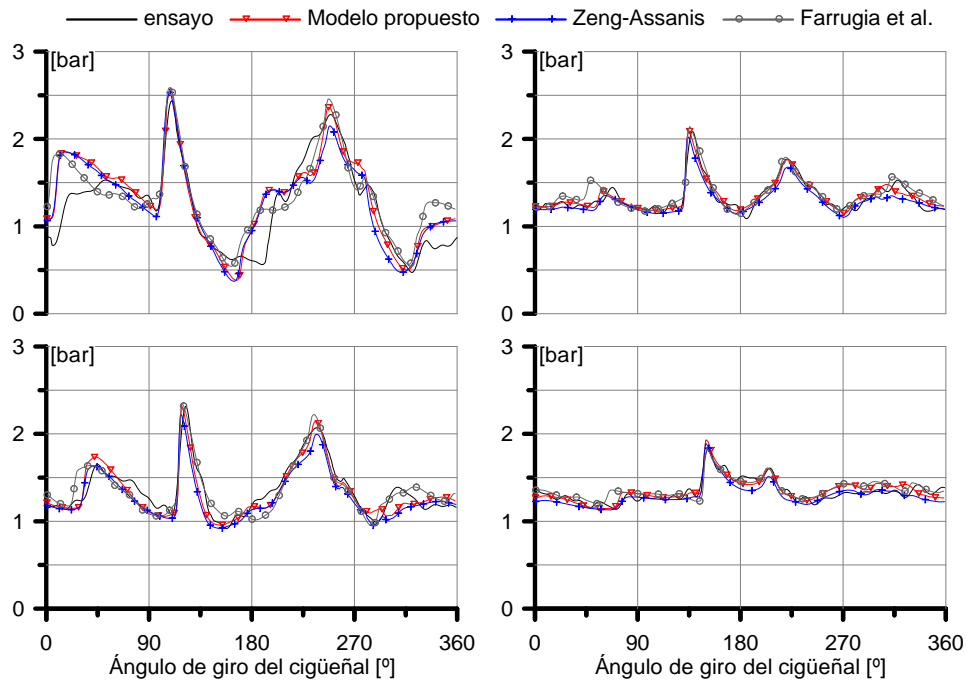 ensayo Modelo propuesto Zeng-Assanis Farrugia et al.
3 [bar]
2
1
0
3 [bar]
2
1
0
3 [bar]
2
1
0
0 90 180 270 360
Ángulo de giro del cigüeñal [º]
3 [bar]
2
1
0
0 90 180 270 360
Ángulo de giro del cigüeñal [º]